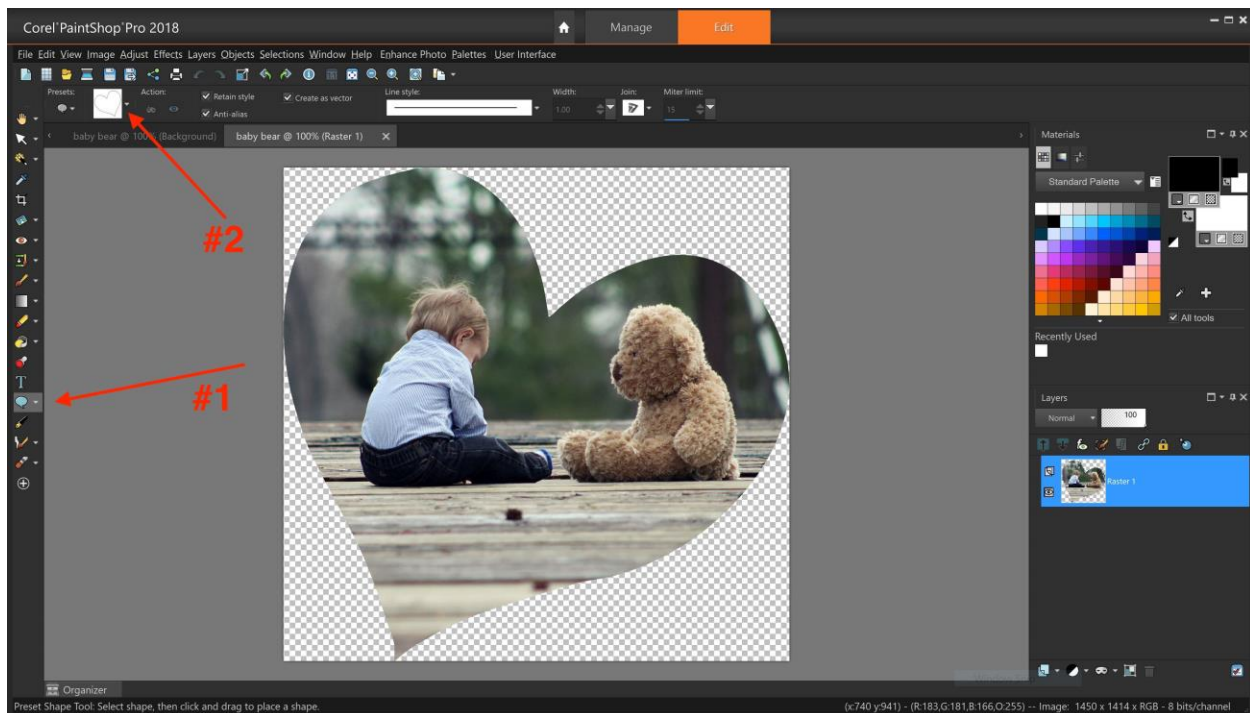 Corel®PaintShop®Pro 2018
Manage
Edit
File Edit View Image Adjust Effects Layers Objects Selections Window Help Enhance Photo Palettes User Interface
Presets: Action: Line style: Width: Join: Miter limit:
Retain style Create as vector
1.00 15
Anti-alias
baby bear @ 100% (Background) baby bear @ 100% (Raster 1)
Materials
Standard Palette
#2
All tools
Recently Used
T
#1
Layers
Normal 100
Raster 1
Organizer
Preset Shape Tool: Select shape, then click and drag to place a shape.
(x:740 y:941) - (R:183,G:181,B:166,O:255) -- Image: 1450 x 1414 x RGB - 8 bits/channel